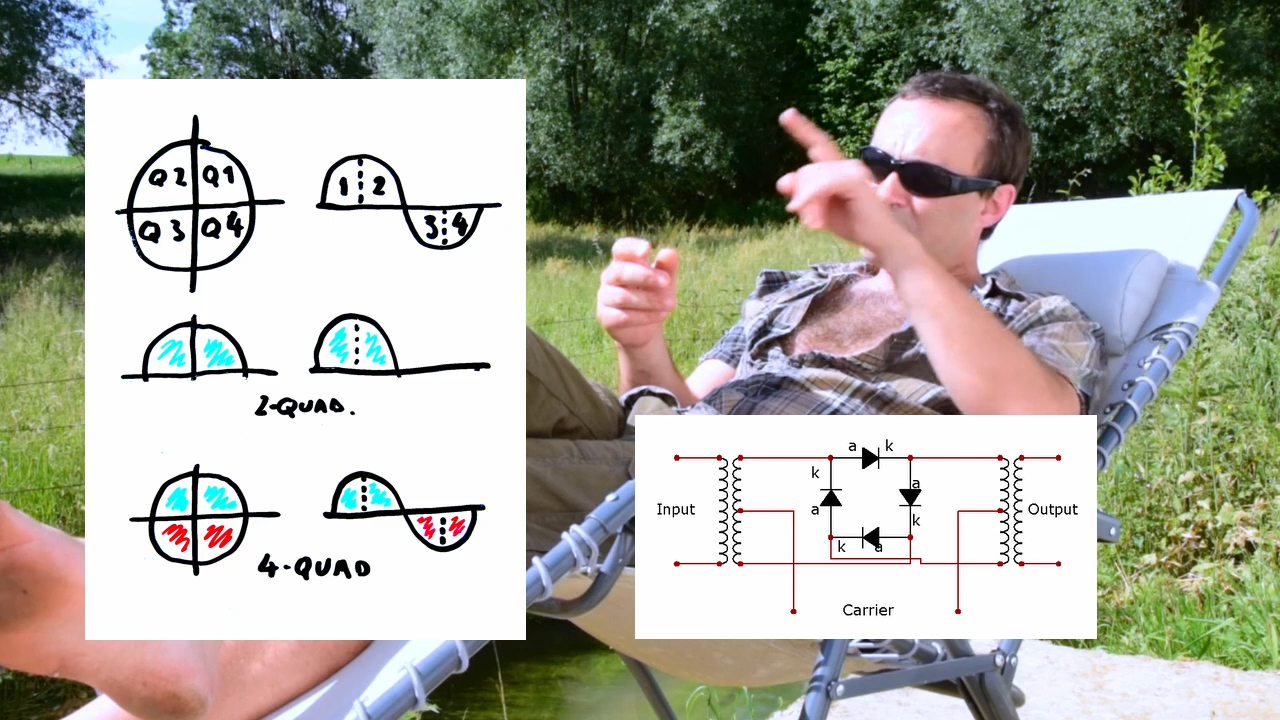 Q2 Q1
Q3 Q4
1 2
3 4
2-QUAD.
4-QUAD
a k
k a
a k
k a
Input
Output
Carrier